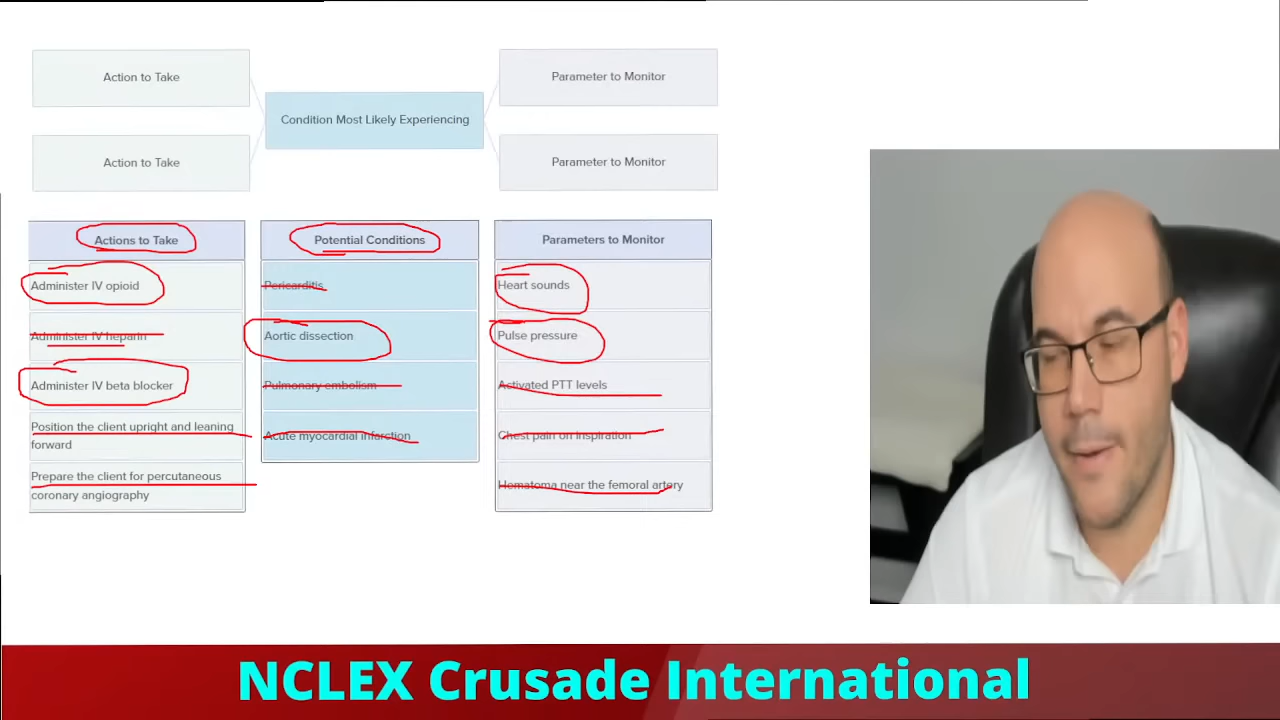 Action to Take
Parameter to Monitor
Condition Most Likely Experiencing
Action to Take
Parameter to Monitor
Actions to Take
Potential Conditions
Parameters to Monitor
Administer IV opioid
Pericarditis
Heart sounds
Administer IV heparin
Aortic dissection
Pulse pressure
Administer IV beta blocker
Pulmonary embolism
Activated PTT levels
Position the client upright and leaning
forward
Acute myocardial infarction
Chest pain on inspiration
Prepare the client for percutaneous
coronary angiography
Hematoma near the femoral artery
NCLEX Crusade International